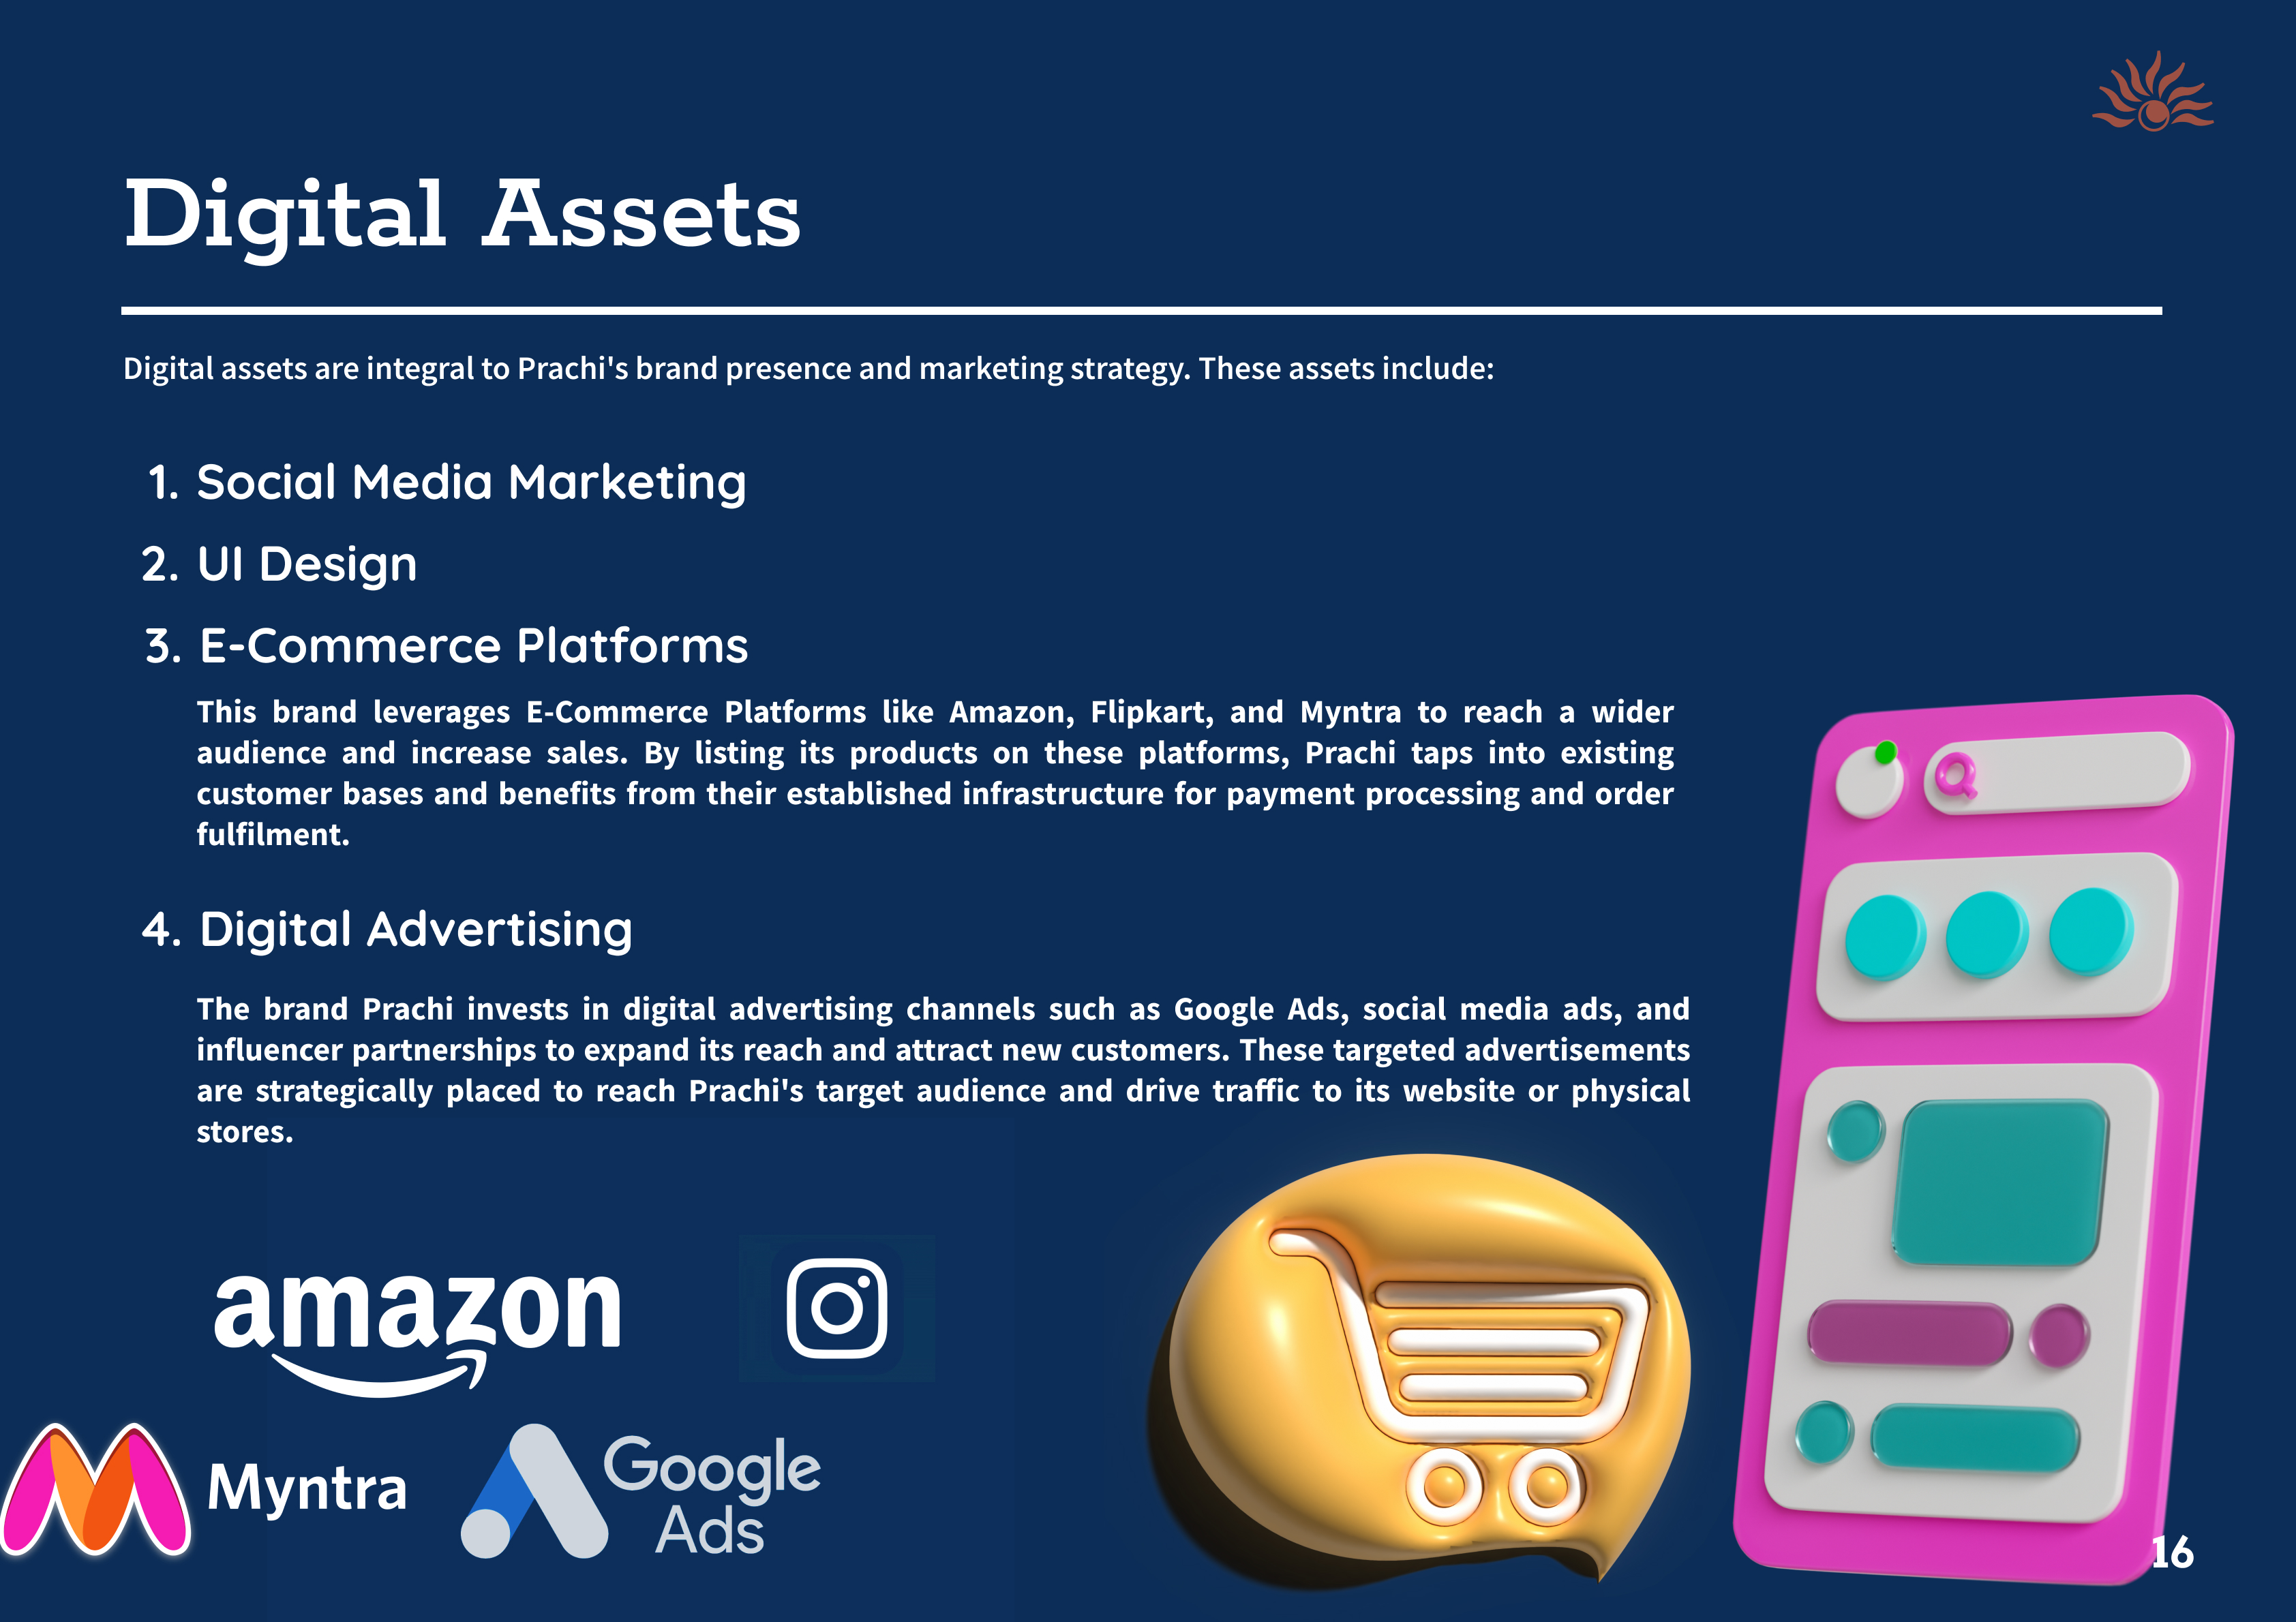 Digital Assets
Digital assets are integral to Prachi's brand presence and marketing strategy. These assets include:
1. Social Media Marketing
2. UI Design
3. E-Commerce Platforms
This brand leverages E-Commerce Platforms like Amazon, Flipkart, and Myntra to reach a wider
audience and increase sales. By listing its products on these platforms, Prachi taps into existing
customer bases and benefits from their established infrastructure for payment processing and order
fulfilment.
4. Digital Advertising
The brand Prachi invests in digital advertising channels such as Google Ads, social media ads, and
influencer partnerships to expand its reach and attract new customers. These targeted advertisements
are strategically placed to reach Prachi's target audience and drive traffic to its website or physical
stores.
amazon
Myntra
Google
Ads
16